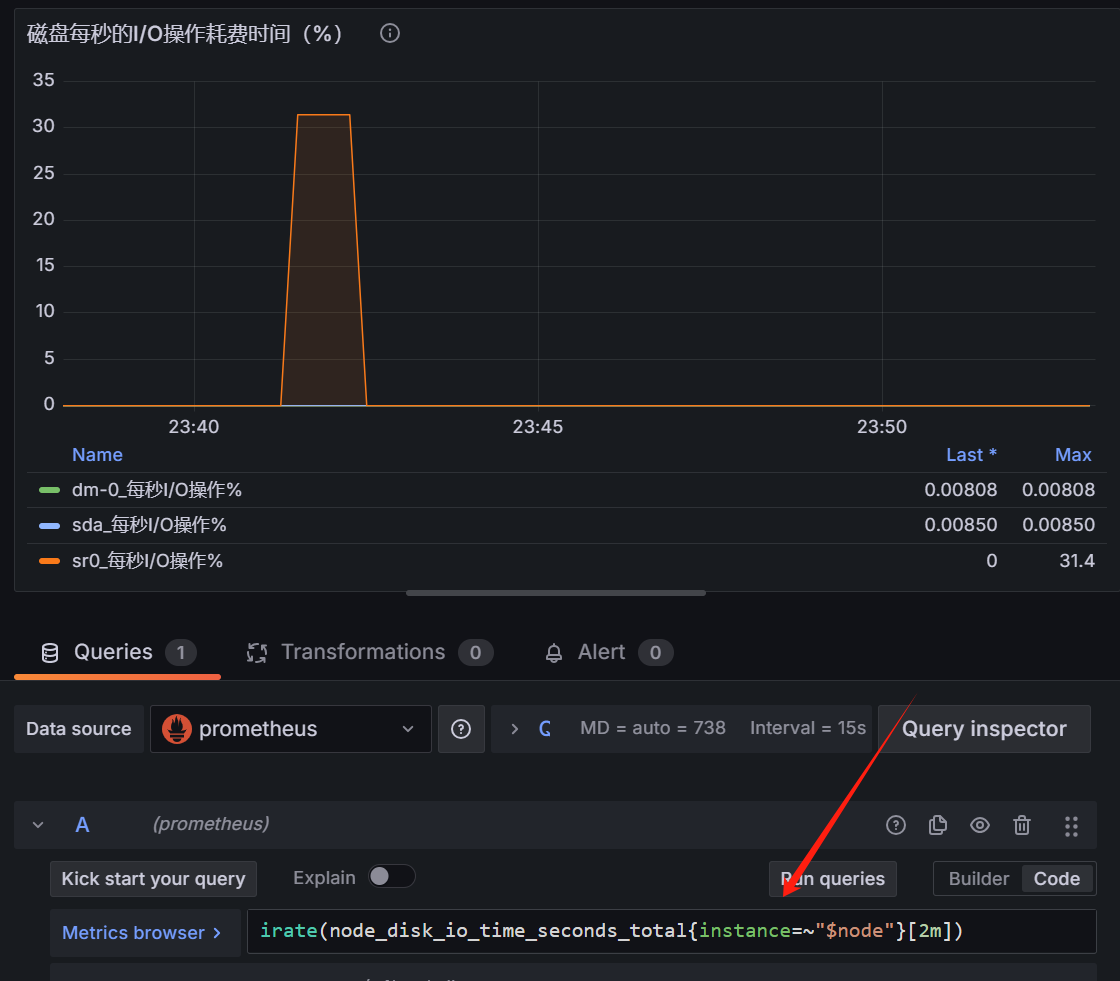 磁盘每秒的I/O操作耗费时间（%）
35
30
25
20
15
10
5
0
23:40 23:45 23:50
Name Last * Max
dm-0_每秒I/O操作% 0.00808 0.00808
sda_每秒I/O操作% 0.00850 0.00850
sr0_每秒I/O操作% 0 31.4
Queries 1 Transformations 0 Alert 0
Data source prometheus MD = auto = 738 Interval = 15s Query inspector
A (prometheus)
Kick start your query Explain Run queries Builder Code
Metrics browser > irate(node_disk_io_time_seconds_total{instance=~"$node"}[2m])